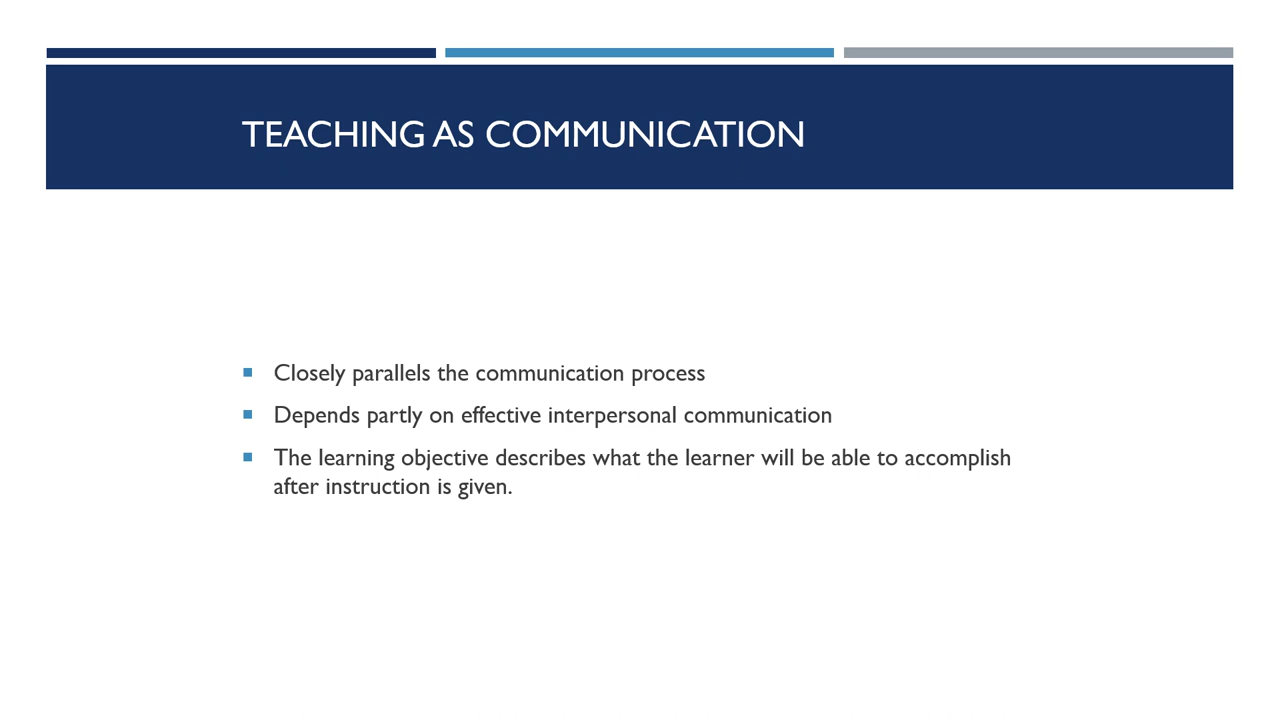 TEACHING AS COMMUNICATION
Closely parallels the communication process
Depends partly on effective interpersonal communication
The learning objective describes what the learner will be able to accomplish
after instruction is given.